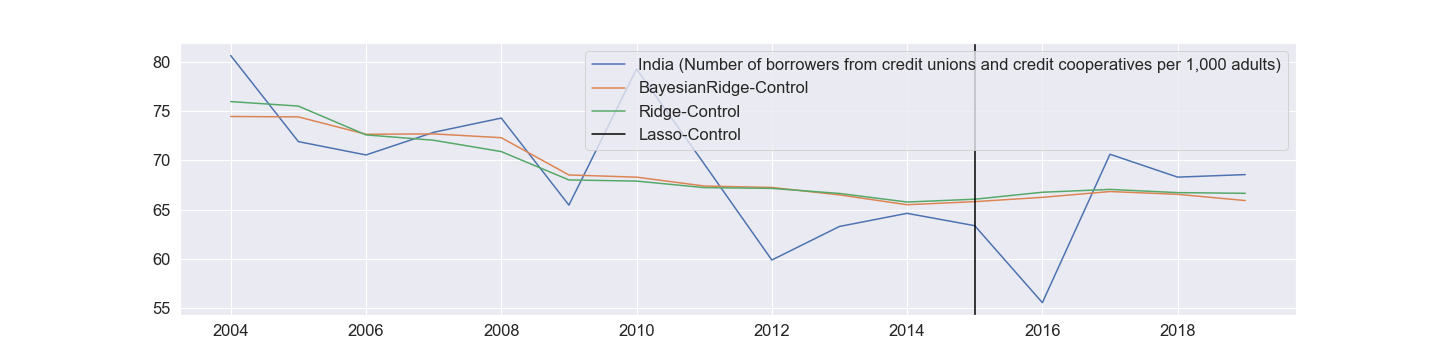 80
75
70
65
60
55
India (Number of borrowers from credit unions and credit cooperatives per 1,000 adults)
BayesianRidge-Control
Ridge-Control
Lasso-Control
2004 2006 2008 2010 2012 2014 2016 2018